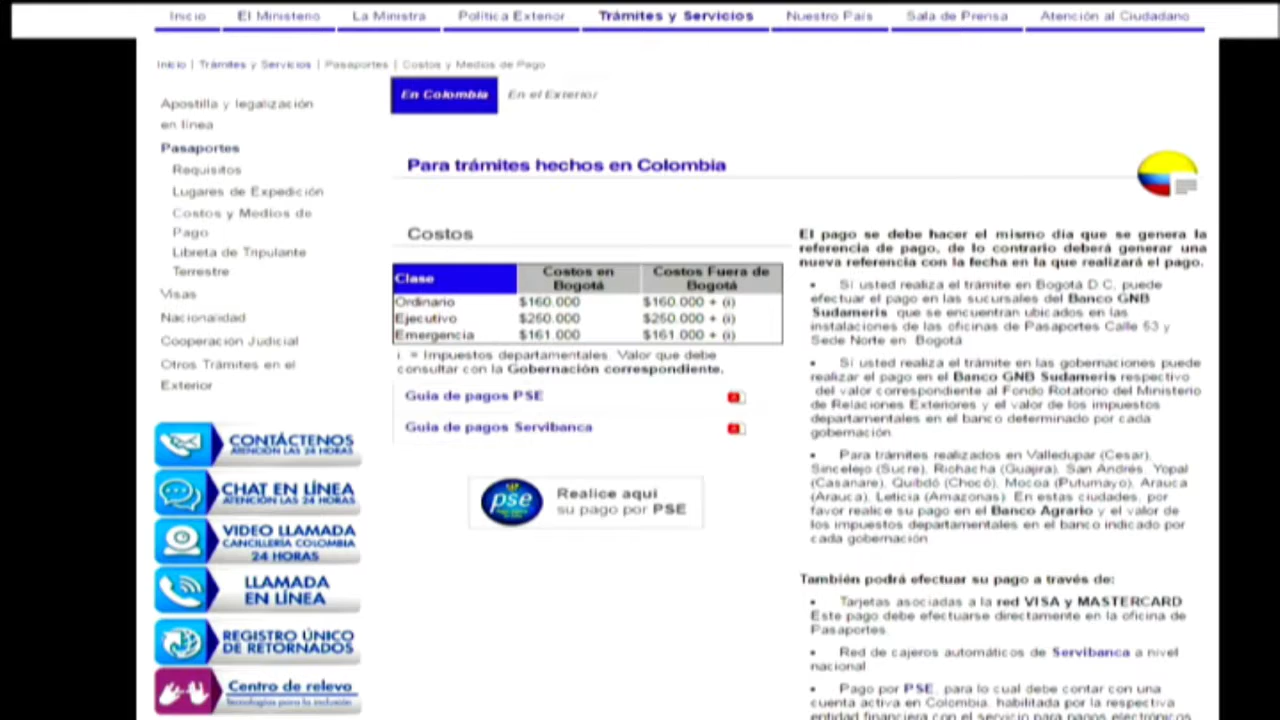 Inicio El Ministerio La Ministra Política Exterior Trámites y Servicios Nuestro País Sala de Prensa Atención al Ciudadano
Inicio | Trámites y Servicios | Pasaportes | Costos y Medios de Pago
En Colombia En el Exterior
Apostilla y legalización
en línea
Pasaportes
Requisitos
Lugares de Expedición
Costos y Medios de
Pago
Libreta de Tripulante
Terrestre
Visas
Nacionalidad
Cooperación Judicial
Otros Trámites en el
Exterior
CONTÁCTENOS
ATENCIÓN LAS 24 HORAS
CHAT EN LÍNEA
ATENCIÓN LAS 24 HORAS
VIDEO LLAMADA
CANCILLERÍA COLOMBIA
24 HORAS
LLAMADA
EN LÍNEA
REGISTRO ÚNICO
DE RETORNADOS
Centro de relevo
Tecnologías para la inclusión
Para trámites hechos en Colombia
Costos
Clase Costos en Bogotá Costos Fuera de Bogotá
Ordinario $160.000 $160.000 + (i)
Ejecutivo $260.000 $260.000 + (i)
Emergencia $161.000 $161.000 + (i)
i. = Impuestos departamentales. Valor que debe
consultar con la Gobernación correspondiente.
Guia de pagos PSE
Guia de pagos Servibanca
pse
Realice aquí
su pago por PSE
El pago se debe hacer el mismo día que se genera la
referencia de pago, de lo contrario deberá generar una
nueva referencia con la fecha en la que realizará el pago.
• Si usted realiza el trámite en Bogotá D.C, puede
efectuar el pago en las sucursales del Banco GNB
Sudameris que se encuentran ubicados en las
instalaciones de las oficinas de Pasaportes Calle 53 y
Sede Norte en Bogotá
• Si usted realiza el trámite en las gobernaciones puede
realizar el pago en el Banco GNB Sudameris respectivo
del valor correspondiente al Fondo Rotatorio del Ministerio
de Relaciones Exteriores y el valor de los impuestos
departamentales en el banco determinado por cada
gobernación
• Para trámites realizados en Valledupar (Cesar),
Sincelejo (Sucre), Riohacha (Guajira), San Andrés, Yopal
(Casanare), Quibdó (Chocó), Mocoa (Putumayo), Arauca
(Arauca), Leticia (Amazonas). En estas ciudades, por
favor realice su pago en el Banco Agrario y el valor de
los impuestos departamentales en el banco indicado por
cada gobernación
También podrá efectuar su pago a través de:
• Tarjetas asociadas a la red VISA y MASTERCARD
Este pago debe efectuarse directamente en la oficina de
Pasaportes.
• Red de cajeros automáticos de Servibanca a nivel
nacional
• Pago por PSE, para lo cual debe contar con una
cuenta activa en Colombia, habilitada por la respectiva
entidad financiera con el servicio para pagos electrónicos